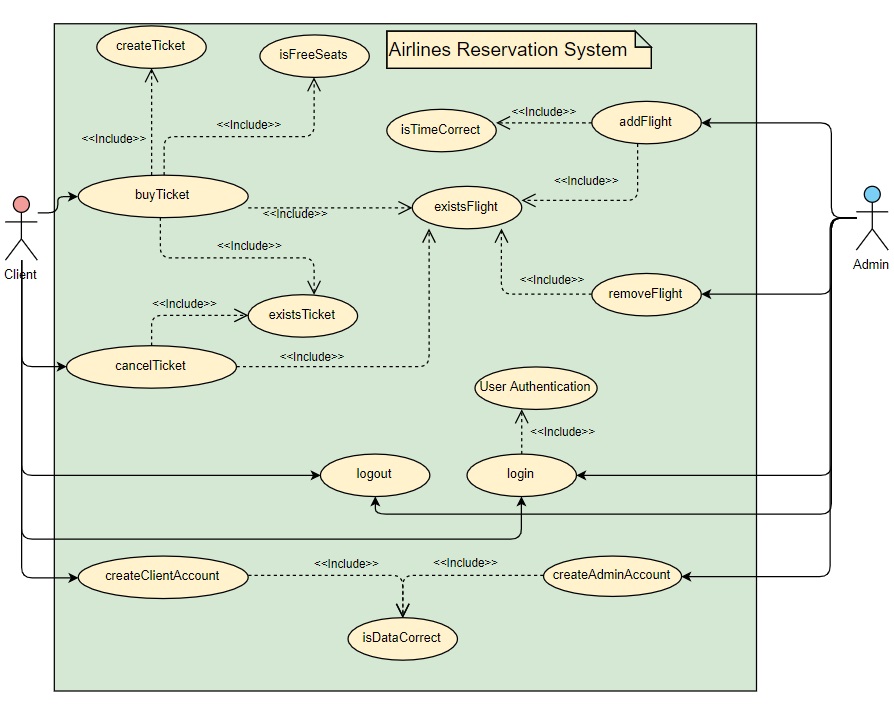 createTicket
isFreeSeats
Airlines Reservation System
<<Include>>
<<Include>>
<<Include>>
isTimeCorrect
addFlight
<<Include>>
buyTicket
existsFlight
<<Include>>
Client
Admin
<<Include>>
<<Include>>
removeFlight
<<Include>>
existsTicket
<<Include>>
cancelTicket
User Authentication
<<Include>>
logout
login
<<Include>>
<<Include>>
createClientAccount
createAdminAccount
isDataCorrect